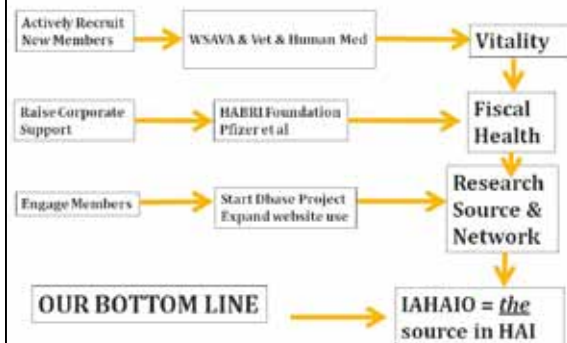 Actively Recruit
New Members
WSAVA & Vet & Human Med
Vitality
Raise Corporate
Support
HABRI Foundation
Pfizer et al
Fiscal
Health
Engage Members
Start Dbase Project
Expand website use
Research
Source &
Network
OUR BOTTOM LINE
IAHAIO = the
source in HAI